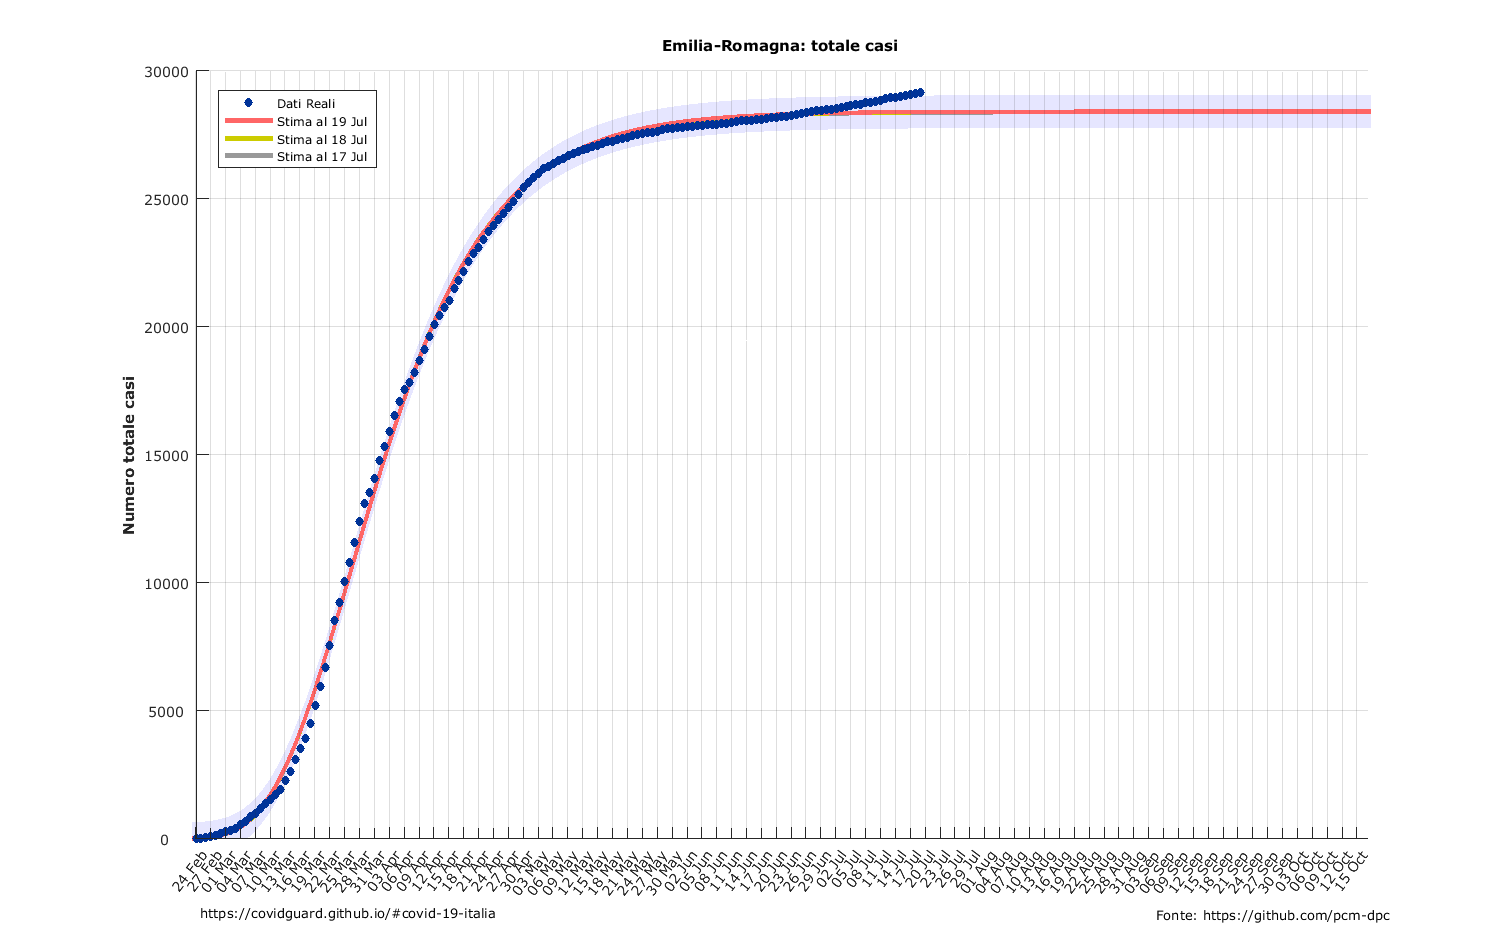 Emilia-Romagna: totale casi
Dati Reali
Stima al 19 Jul
Stima al 18 Jul
Stima al 17 Jul
Numero totale casi
30000
25000
20000
15000
10000
5000
0
24 Feb
27 Feb
01 Mar
04 Mar
07 Mar
10 Mar
13 Mar
16 Mar
19 Mar
22 Mar
25 Mar
28 Mar
31 Mar
03 Apr
06 Apr
09 Apr
12 Apr
15 Apr
18 Apr
21 Apr
24 Apr
27 Apr
30 Apr
03 May
06 May
09 May
12 May
15 May
18 May
21 May
24 May
27 May
30 May
02 Jun
05 Jun
08 Jun
11 Jun
14 Jun
17 Jun
20 Jun
23 Jun
26 Jun
29 Jun
02 Jul
05 Jul
08 Jul
11 Jul
14 Jul
17 Jul
20 Jul
23 Jul
26 Jul
29 Jul
01 Aug
04 Aug
07 Aug
10 Aug
13 Aug
16 Aug
19 Aug
22 Aug
25 Aug
28 Aug
31 Aug
03 Sep
06 Sep
09 Sep
12 Sep
15 Sep
18 Sep
21 Sep
24 Sep
27 Sep
30 Sep
03 Oct
06 Oct
09 Oct
12 Oct
15 Oct
https://covidguard.github.io/#covid-19-italia
Fonte: https://github.com/pcm-dpc